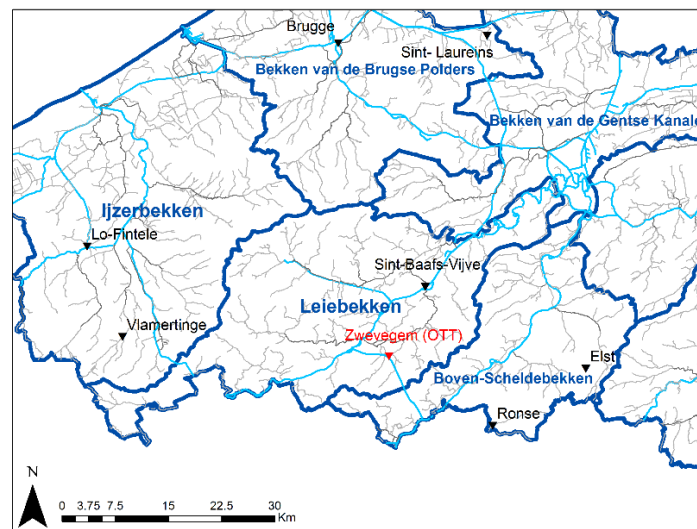 Brugge
Sint- Laureins
Bekken van de Brugse Polders
Bekken van de Gentse Kanale
Ijzerbekken
Lo-Fintele
Sint-Baafs-Vijve
Leiebekken
Vlamertinge
Zwevegem (OTT)
Elst
Boven-Scheldebekken
Ronse
N
0 3.75 7.5 15 22.5 30
Km